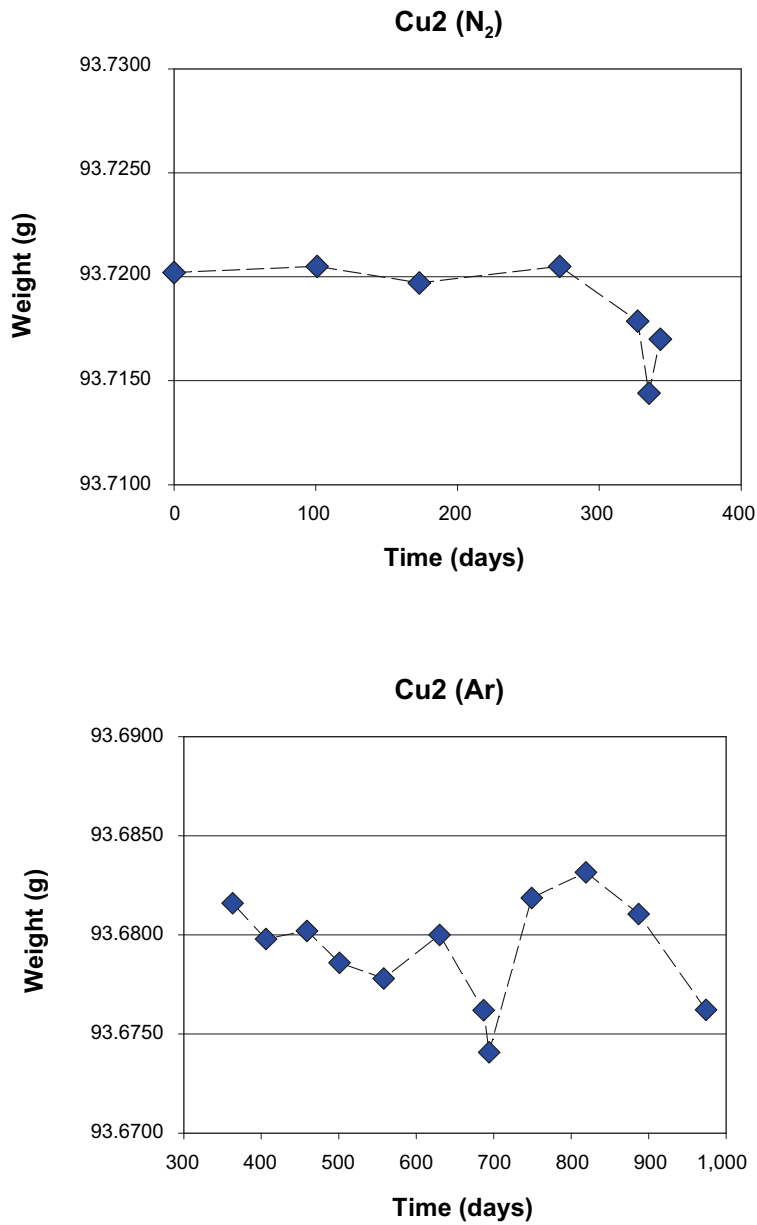 Cu2 (N₂)
93.7300
93.7250
93.7200
93.7150
93.7100
Weight (g)
0 100 200 300 400
Time (days)
Cu2 (Ar)
93.6900
93.6850
93.6800
93.6750
93.6700
Weight (g)
300 400 500 600 700 800 900 1,000
Time (days)